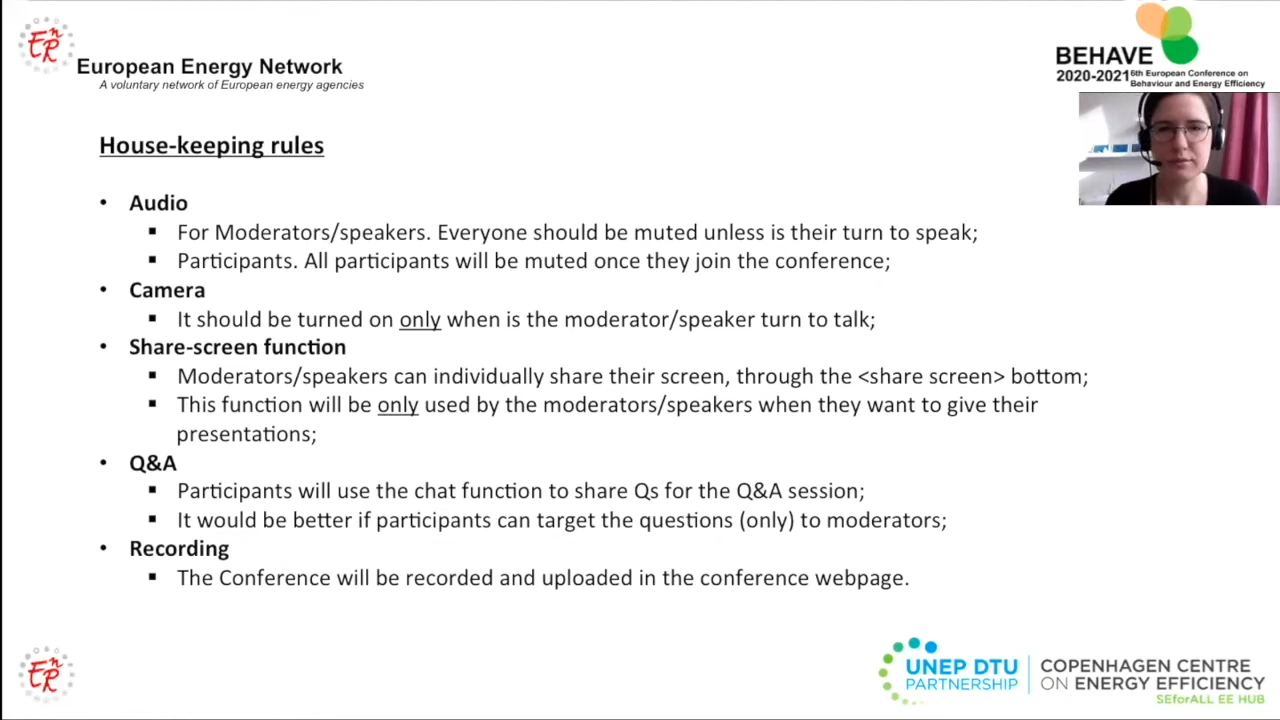 EnR
European Energy Network
A voluntary network of European energy agencies
BEHAVE
2020-2021 6th European Conference on
Behaviour and Energy Efficiency
House-keeping rules
• Audio
▪ For Moderators/speakers. Everyone should be muted unless is their turn to speak;
▪ Participants. All participants will be muted once they join the conference;
• Camera
▪ It should be turned on only when is the moderator/speaker turn to talk;
• Share-screen function
▪ Moderators/speakers can individually share their screen, through the <share screen> bottom;
▪ This function will be only used by the moderators/speakers when they want to give their
presentations;
• Q&A
▪ Participants will use the chat function to share Qs for the Q&A session;
▪ It would be better if participants can target the questions (only) to moderators;
• Recording
▪ The Conference will be recorded and uploaded in the conference webpage.
EnR
UNEP DTU
PARTNERSHIP
COPENHAGEN CENTRE
ON ENERGY EFFICIENCY
SEforALL EE HUB